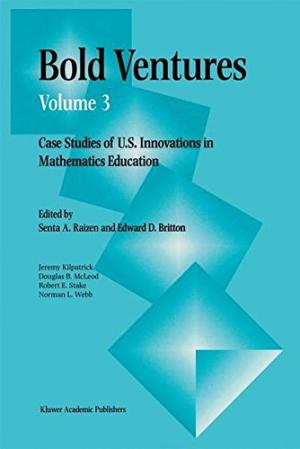 Bold Ventures
Volume 3
Case Studies of U.S. Innovations in
Mathematics Education
Edited by
Senta A. Raizen and Edward D. Britton
Jeremy Kilpatrick
Douglas B. McLeod
Robert E. Stake
Norman L. Webb
Kluwer Academic Publishers